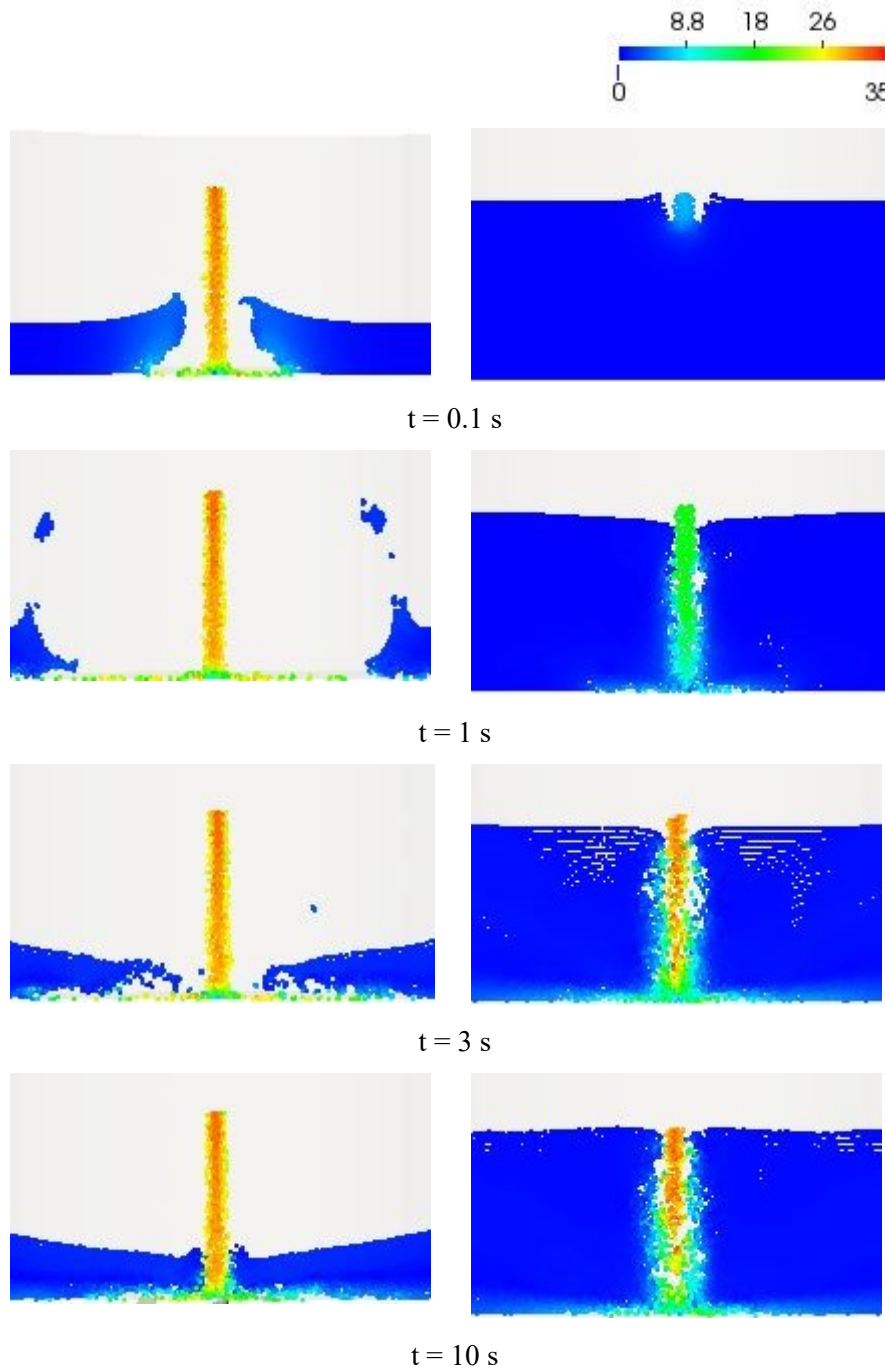 8.8 18 26
0 35
t = 0.1 s
t = 1 s
t = 3 s
t = 10 s